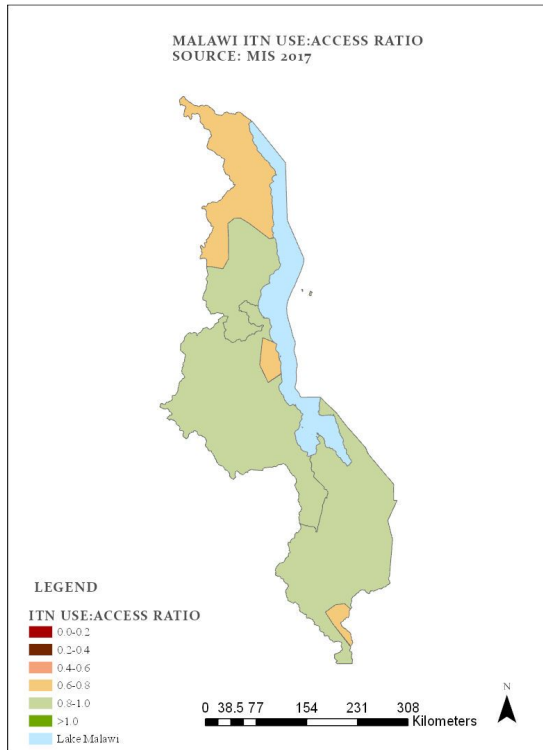 MALAWI ITN USE:ACCESS RATIO
SOURCE: MIS 2017
LEGEND
ITN USE:ACCESS RATIO
0.0-0.2
0.2-0.4
0.4-0.6
0.6-0.8
0.8-1.0
>1.0
Lake Malawi
0 38.5 77 154 231 308
Kilometers
N